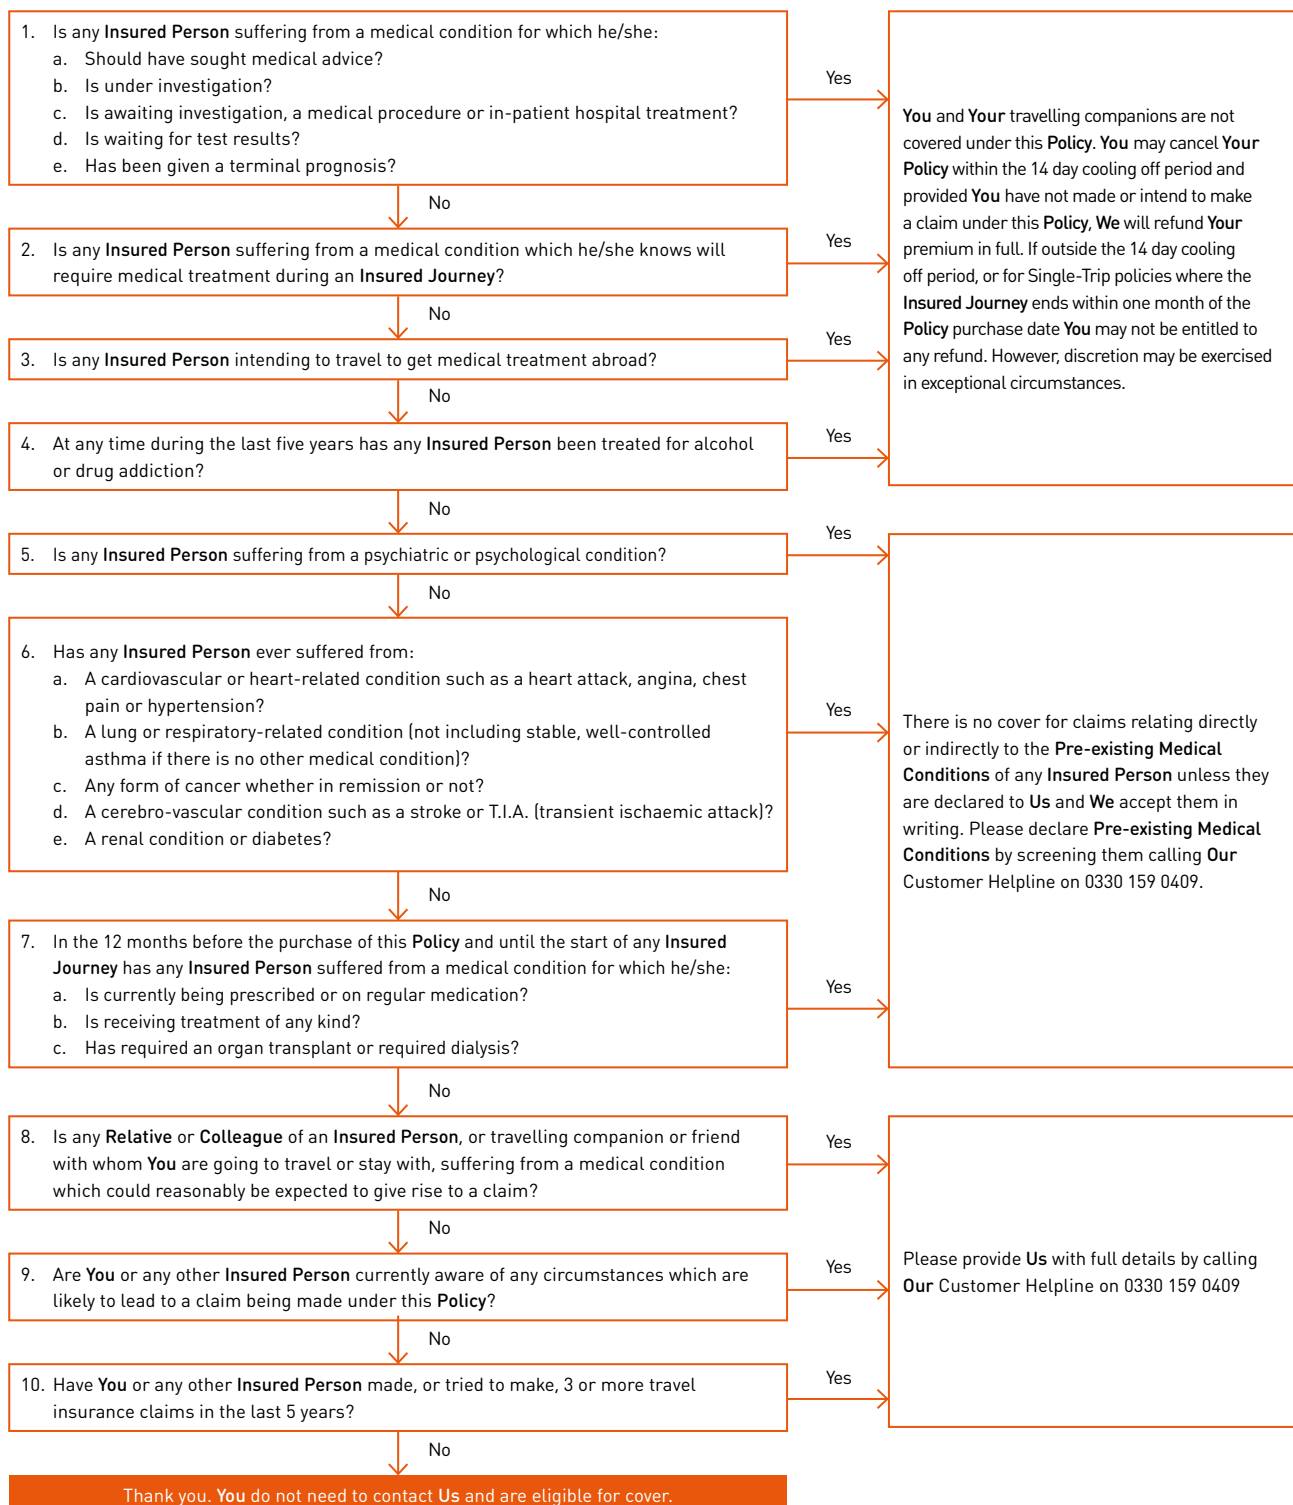 1. Is any Insured Person suffering from a medical condition for which he/she:
a. Should have sought medical advice?
b. Is under investigation?
c. Is awaiting investigation, a medical procedure or in-patient hospital treatment?
d. Is waiting for test results?
e. Has been given a terminal prognosis?
Yes
You and Your travelling companions are not
covered under this Policy. You may cancel Your
Policy within the 14 day cooling off period and
provided You have not made or intend to make
a claim under this Policy, We will refund Your
premium in full. If outside the 14 day cooling
off period, or for Single-Trip policies where the
Insured Journey ends within one month of the
Policy purchase date You may not be entitled to
any refund. However, discretion may be exercised
in exceptional circumstances.
No
2. Is any Insured Person suffering from a medical condition which he/she knows will
require medical treatment during an Insured Journey?
Yes
No
3. Is any Insured Person intending to travel to get medical treatment abroad?
Yes
No
4. At any time during the last five years has any Insured Person been treated for alcohol
or drug addiction?
Yes
No
5. Is any Insured Person suffering from a psychiatric or psychological condition?
Yes
No
6. Has any Insured Person ever suffered from:
a. A cardiovascular or heart-related condition such as a heart attack, angina, chest
pain or hypertension?
b. A lung or respiratory-related condition (not including stable, well-controlled
asthma if there is no other medical condition)?
c. Any form of cancer whether in remission or not?
d. A cerebro-vascular condition such as a stroke or T.I.A. (transient ischaemic attack)?
e. A renal condition or diabetes?
Yes
There is no cover for claims relating directly
or indirectly to the Pre-existing Medical
Conditions of any Insured Person unless they
are declared to Us and We accept them in
writing. Please declare Pre-existing Medical
Conditions by screening them calling Our
Customer Helpline on 0330 159 0409.
No
7. In the 12 months before the purchase of this Policy and until the start of any Insured
Journey has any Insured Person suffered from a medical condition for which he/she:
a. Is currently being prescribed or on regular medication?
b. Is receiving treatment of any kind?
c. Has required an organ transplant or required dialysis?
Yes
No
8. Is any Relative or Colleague of an Insured Person, or travelling companion or friend
with whom You are going to travel or stay with, suffering from a medical condition
which could reasonably be expected to give rise to a claim?
Yes
No
9. Are You or any other Insured Person currently aware of any circumstances which are
likely to lead to a claim being made under this Policy?
Yes
Please provide Us with full details by calling
Our Customer Helpline on 0330 159 0409
No
10. Have You or any other Insured Person made, or tried to make, 3 or more travel
insurance claims in the last 5 years?
Yes
No
Thank you. You do not need to contact Us and are eligible for cover.